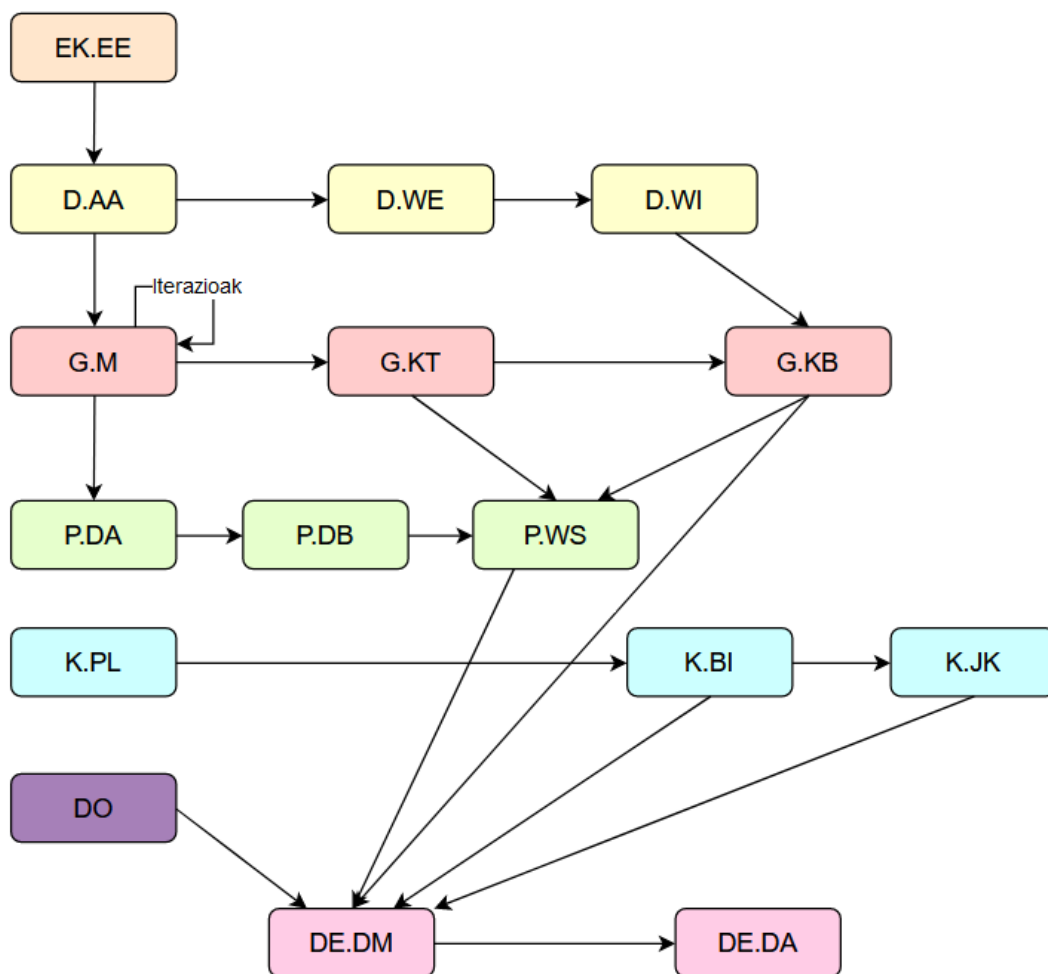 EK.EE
D.AA
D.WE
D.WI
Iterazioak
G.M
G.KT
G.KB
P.DA
P.DB
P.WS
K.PL
K.BI
K.JK
DO
DE.DM
DE.DA